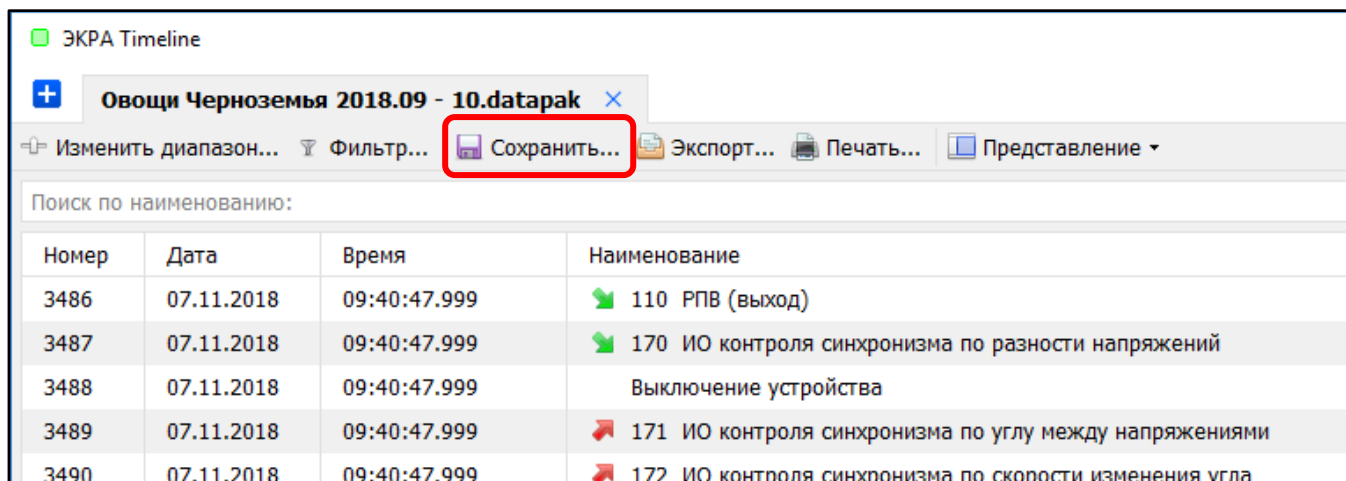 ЭКРА Timeline
Овощи Черноземья 2018.09 - 10.datapak
Изменить диапазон... Фильтр... Сохранить... Экспорт... Печать... Представление
Поиск по наименованию:
Номер Дата Время Наименование
3486 07.11.2018 09:40:47.999 110 РПВ (выход)
3487 07.11.2018 09:40:47.999 170 ИО контроля синхронизма по разности напряжений
3488 07.11.2018 09:40:47.999 Выключение устройства
3489 07.11.2018 09:40:47.999 171 ИО контроля синхронизма по углу между напряжениями
3490 07.11.2018 09:40:47.999 172 ИО контроля синхронизма по скорости изменения угла